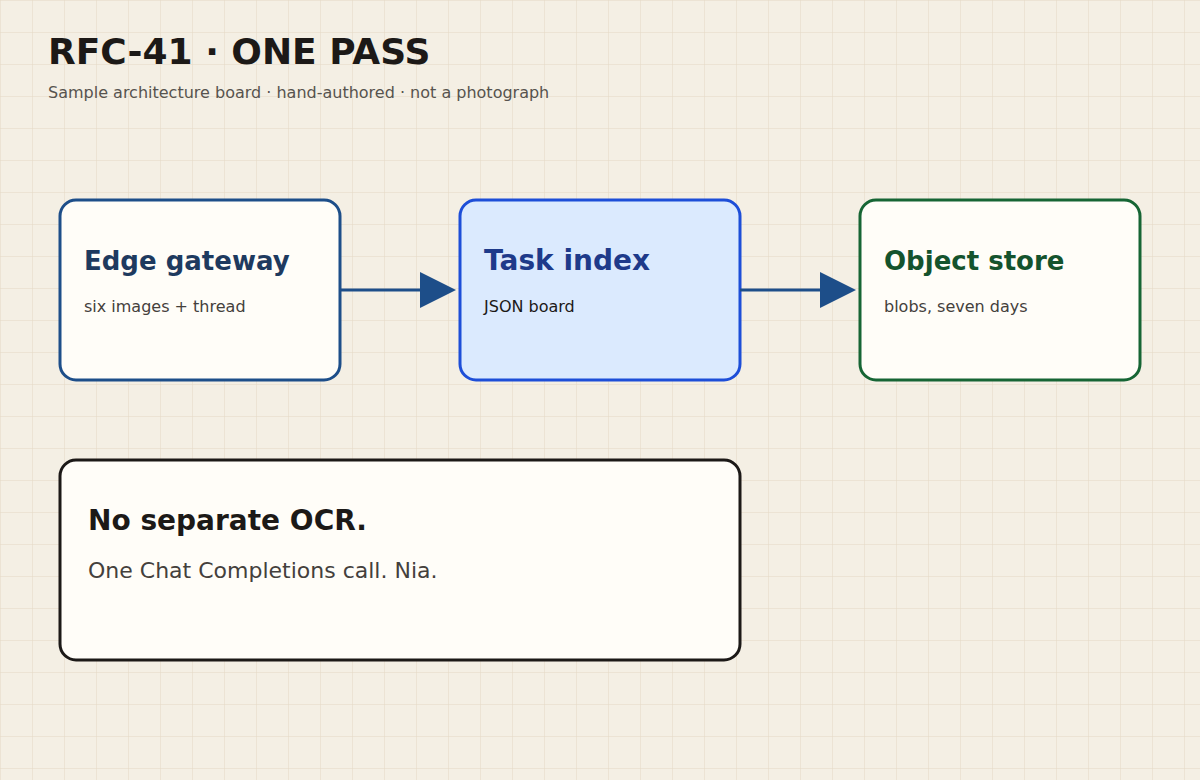 RFC-41 · ONE PASS
Sample architecture board · hand-authored · not a photograph
Edge gateway
six images + thread
Task index
JSON board
Object store
blobs, seven days
No separate OCR.
One Chat Completions call. Nia.